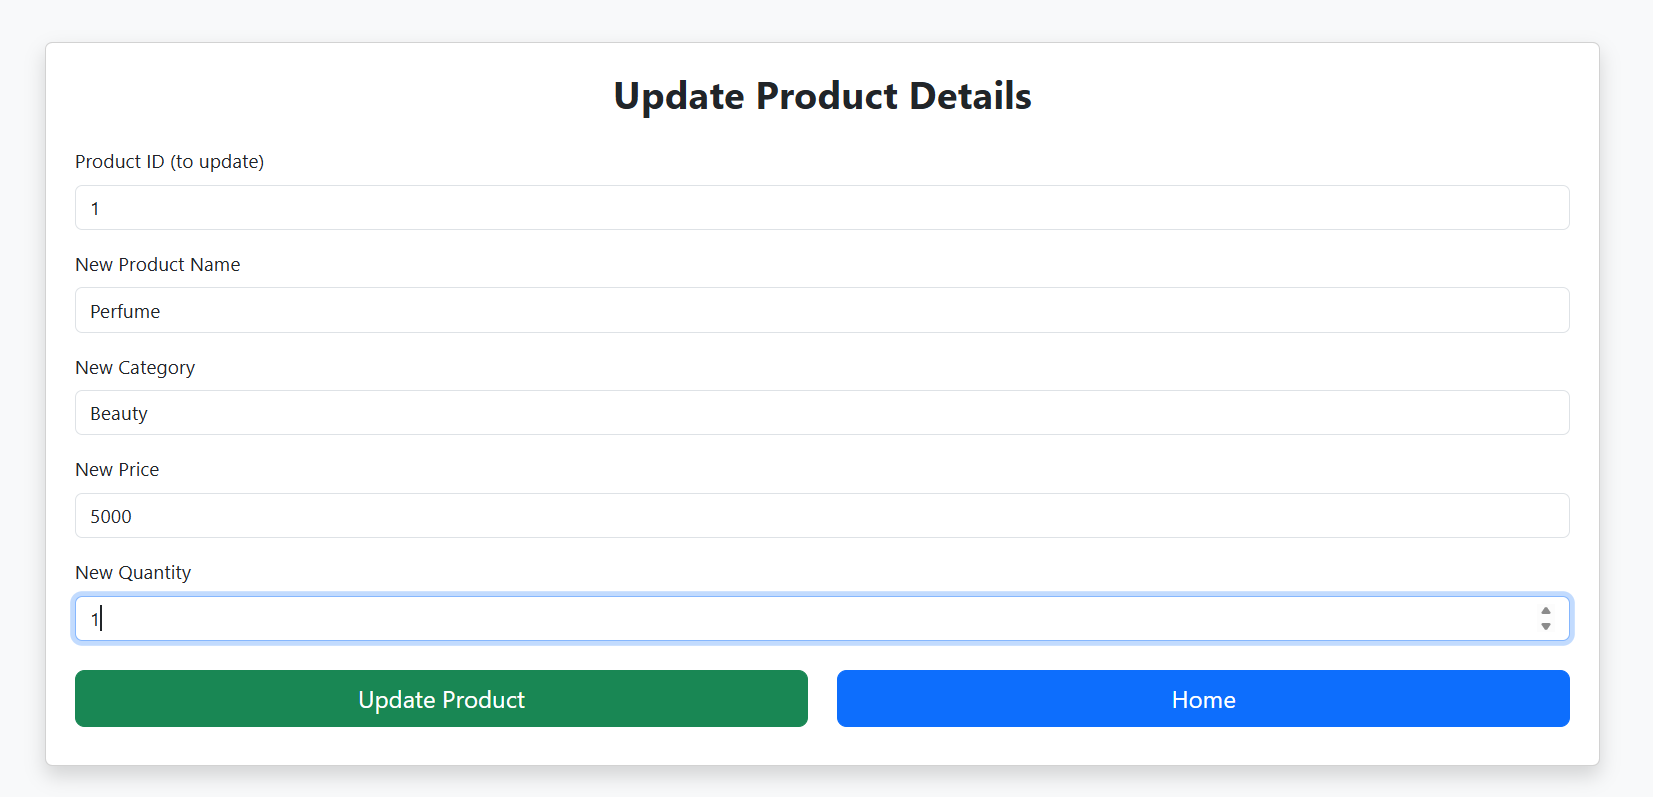 Update Product Details
Product ID (to update)
1
New Product Name
Perfume
New Category
Beauty
New Price
5000
New Quantity
1
Update Product
Home